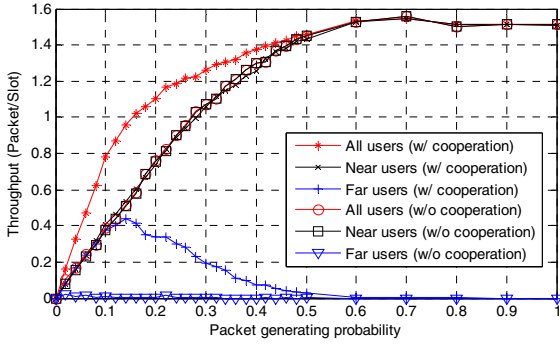 1.6
1.4
1.2
1
0.8
0.6
0.4
0.2
0
Throughput (Packet/Slot)
All users (w/ cooperation)
Near users (w/ cooperation)
Far users (w/ cooperation)
All users (w/o cooperation)
Near users (w/o cooperation)
Far users (w/o cooperation)
0 0.1 0.2 0.3 0.4 0.5 0.6 0.7 0.8 0.9 1
Packet generating probability